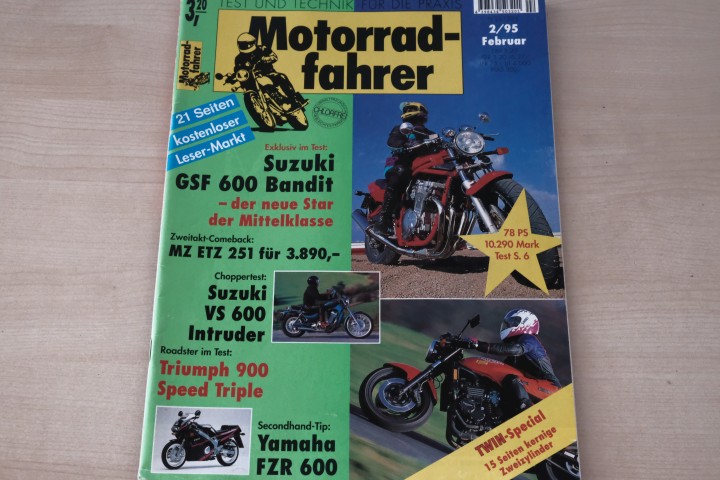 TEST UND TECHNIK FÜR DIE PRAXIS
3,20
Motorrad-
fahrer
2/95
Februar
Motorrad-
fahrer
CHLORFREI
21 Seiten
kostenloser
Leser-Markt
Exklusiv im Test:
Suzuki
GSF 600 Bandit
– der neue Star
der Mittelklasse
78 PS
10.290 Mark
Test S. 6
Zweitakt-Comeback:
MZ ETZ 251 für 3.890,–
Choppertest:
Suzuki
VS 600
Intruder
Roadster im Test:
Triumph 900
Speed Triple
Secondhand-Tip:
Yamaha
FZR 600
TWIN-Special
15 Seiten kernige
Zweizylinder